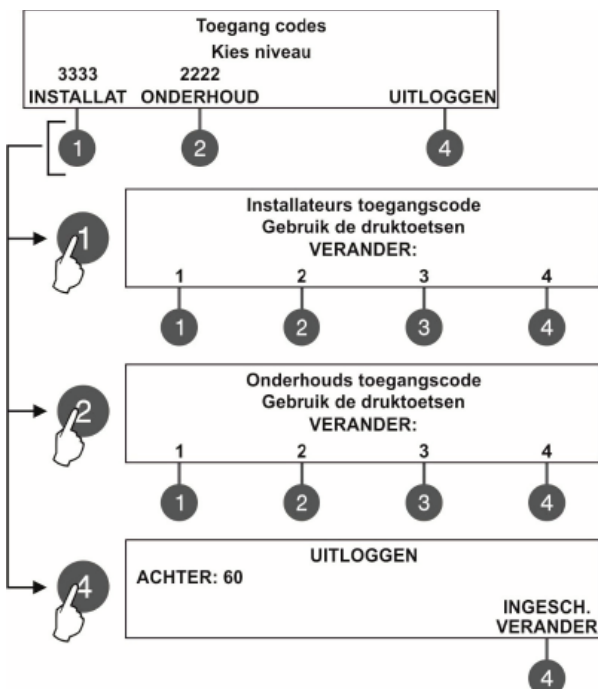 Toegang codes
Kies niveau
3333 2222
INSTALLAT ONDERHOUD UITLOGGEN
1 2 4
1
Installateurs toegangscode
Gebruik de druktoetsen
VERANDER:
1 2 3 4
1 2 3 4
2
Onderhouds toegangscode
Gebruik de druktoetsen
VERANDER:
1 2 3 4
1 2 3 4
4
UITLOGGEN
ACHTER: 60
INGESCH.
VERANDER
4